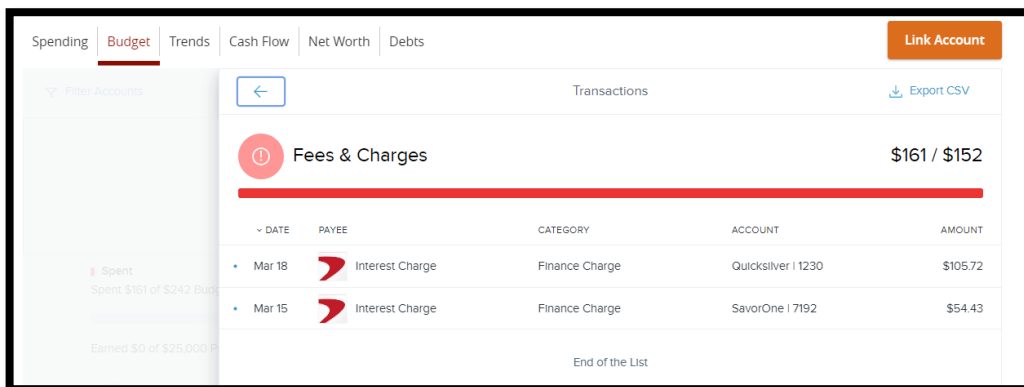 Spending Budget Trends Cash Flow Net Worth Debts Link Account
Filter Accounts
Transactions Export CSV
Fees & Charges $161 / $152
DATE PAYEE CATEGORY ACCOUNT AMOUNT
Mar 18 Interest Charge Finance Charge Quicksilver | 1230 $105.72
Spent
Spent $161 of $242 Budg
Mar 15 Interest Charge Finance Charge SavorOne | 7192 $54.43
Earned $0 of $25,000 P
End of the List